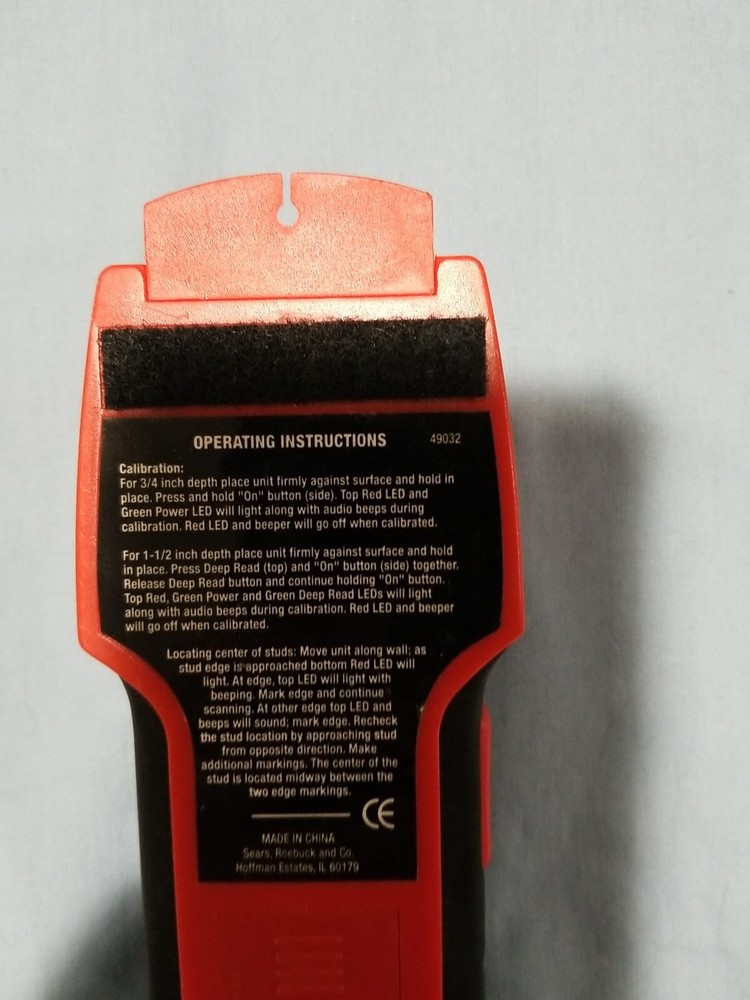 OPERATING INSTRUCTIONS 49032
Calibration:
For 3/4 inch depth place unit firmly against surface and hold in
place. Press and hold "On" button (side). Top Red LED and
Green Power LED will light along with audio beeps during
calibration. Red LED and beeper will go off when calibrated.
For 1-1/2 inch depth place unit firmly against surface and hold
in place. Press Deep Read (top) and "On" button (side) together.
Release Deep Read button and continue holding "On" button.
Top Red, Green Power and Green Deep Read LEDs will light
along with audio beeps during calibration. Red LED and beeper
will go off when calibrated.
Locating center of studs: Move unit along wall; as
stud edge is approached bottom Red LED will
light. At edge, top LED will light with
beeping. Mark edge and continue
scanning. At other edge top LED and
beeps will sound; mark edge. Recheck
the stud location by approaching stud
from opposite direction. Make
additional markings. The center of the
stud is located midway between the
two edge markings.
CE
MADE IN CHINA
Sears, Roebuck and Co.
Hoffman Estates, IL 60179